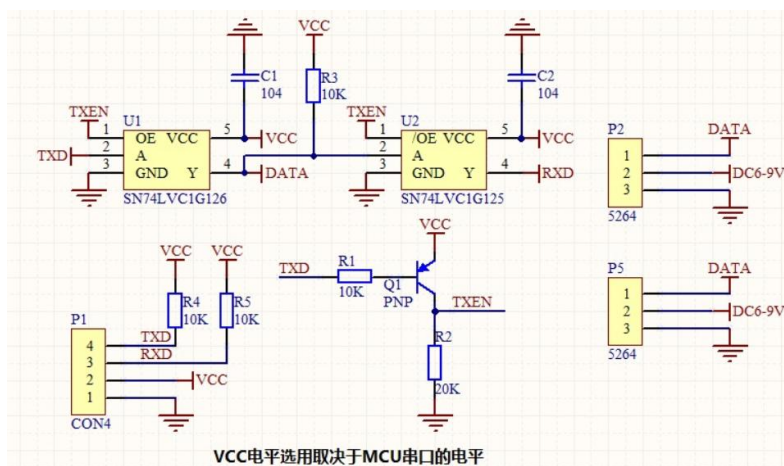 VCC
C1
104
R3
10K
C2
104
TXEN
U1
1 OE VCC 5 VCC
TXD 2 A
3 GND Y 4 DATA
SN74LVC1G126
TXEN
U2
1 /OE VCC 5 VCC
2 A
3 GND Y 4 RXD
SN74LVC1G125
P2
DATA
1
2 DC6-9V
3
5264
VCC
VCC
R4
10K
R5
10K
P1
4 TXD
3 RXD
2 VCC
1
CON4
VCC
TXD R1
10K
Q1
PNP
TXEN
R2
20K
P5
DATA
1
2 DC6-9V
3
5264
VCC电平选用取决于MCU串口的电平